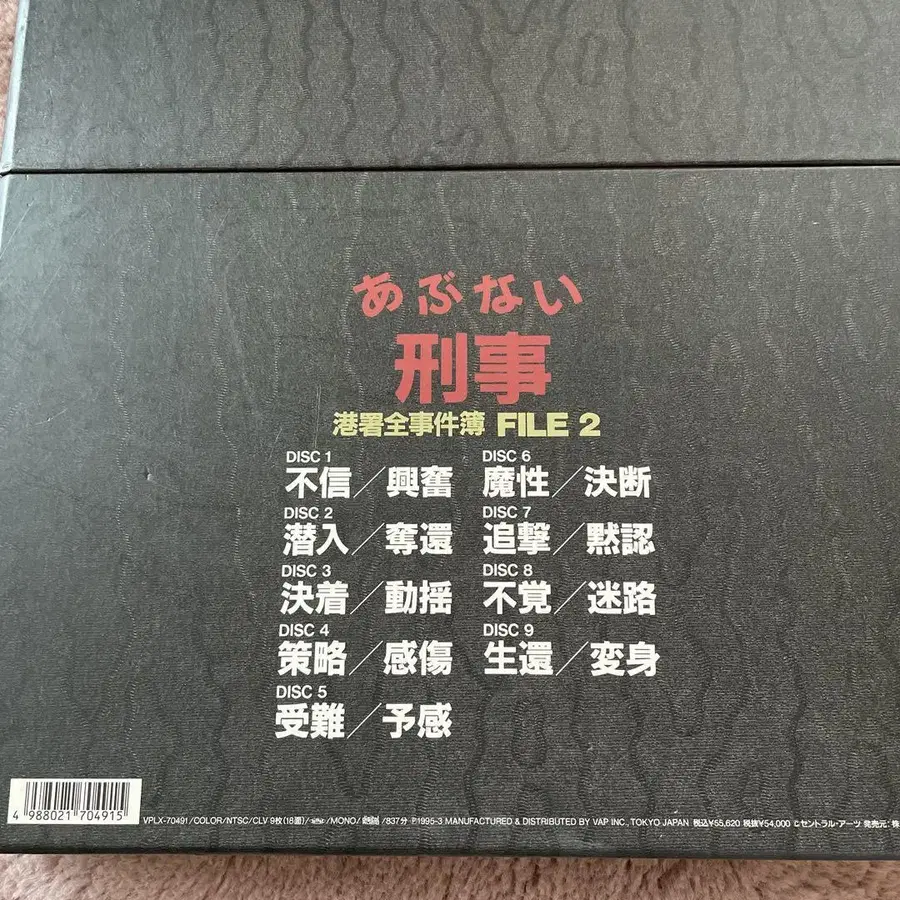 あぶない
刑事
港署全事件簿 FILE 2
DISC 1
不信／興奮
DISC 2
潜入／奪還
DISC 3
決着／動揺
DISC 4
策略／感傷
DISC 5
受難／予感
DISC 6
魔性／決断
DISC 7
追撃／黙認
DISC 8
不覚／迷路
DISC 9
生還／変身
4 988021 704915
VPLX-70491/COLOR/NTSC/CLV 9枚(18面)/ /MONO/ /837分 ℗1995-3 MANUFACTURED & DISTRIBUTED BY VAP INC., TOKYO JAPAN 税込¥55,620 税抜¥54,000 ©セントラル・アーツ 発売元：株